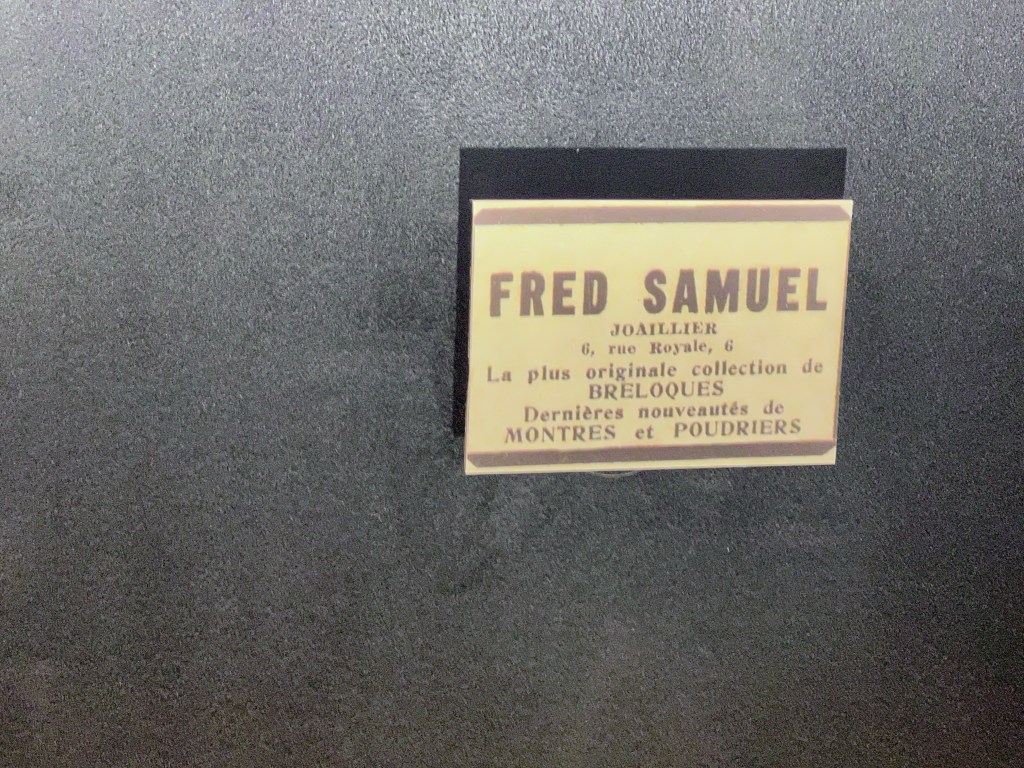 FRED SAMUEL
JOAILLIER
6, rue Royale, 6
La plus originale collection de
BRELOQUES
Dernières nouveautés de
MONTRES et POUDRIERS